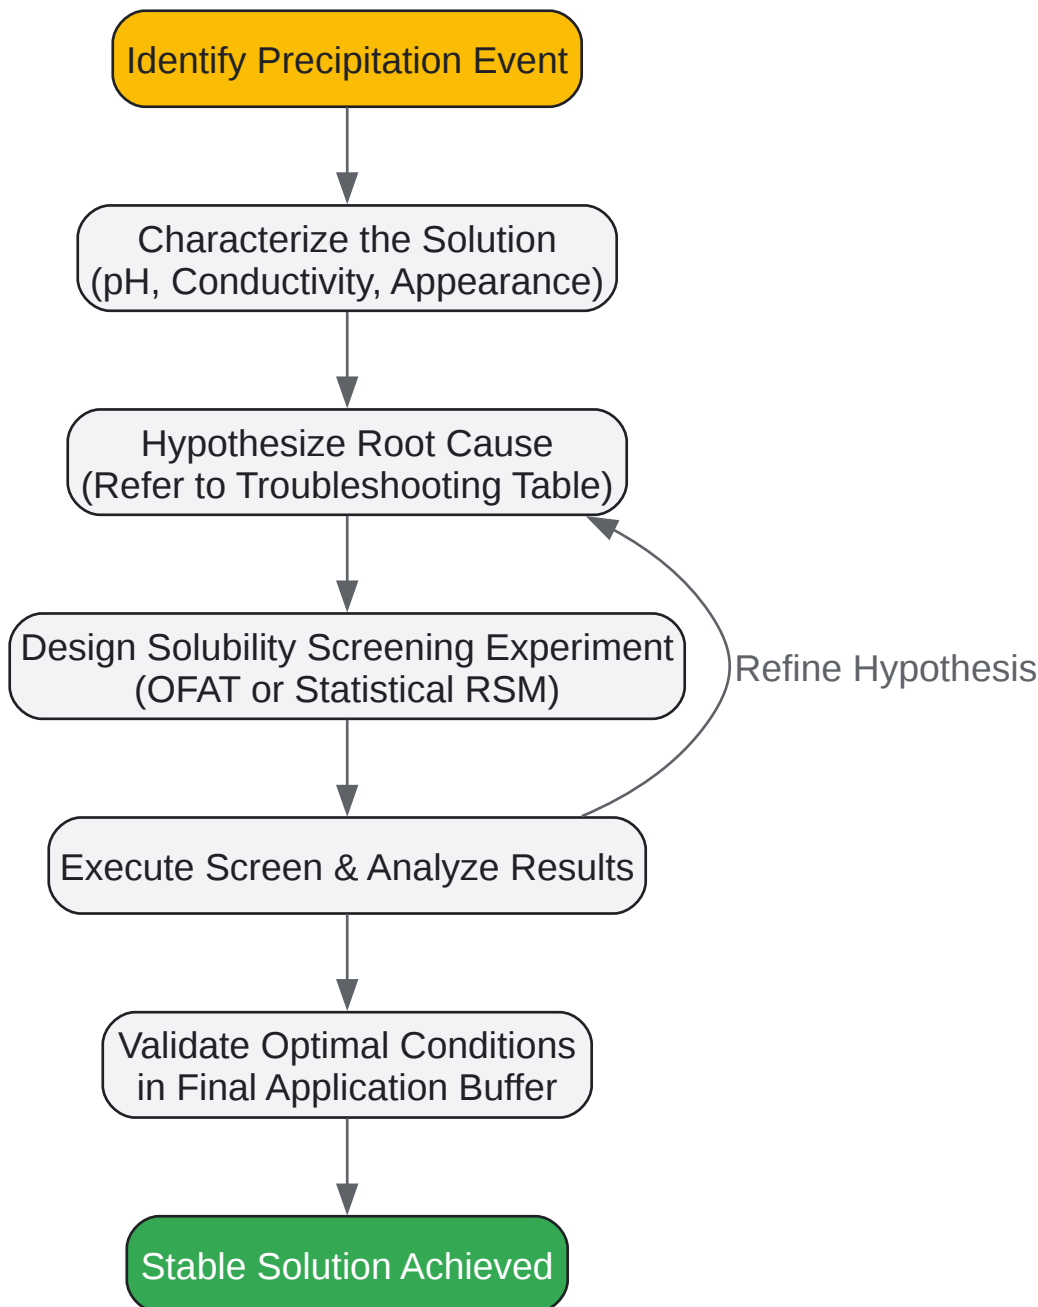 Identify Precipitation Event
Characterize the Solution
(pH, Conductivity, Appearance)
Hypothesize Root Cause
(Refer to Troubleshooting Table)
Design Solubility Screening Experiment
(OFAT or Statistical RSM)
Refine Hypothesis
Execute Screen & Analyze Results
Validate Optimal Conditions
in Final Application Buffer
Stable Solution Achieved